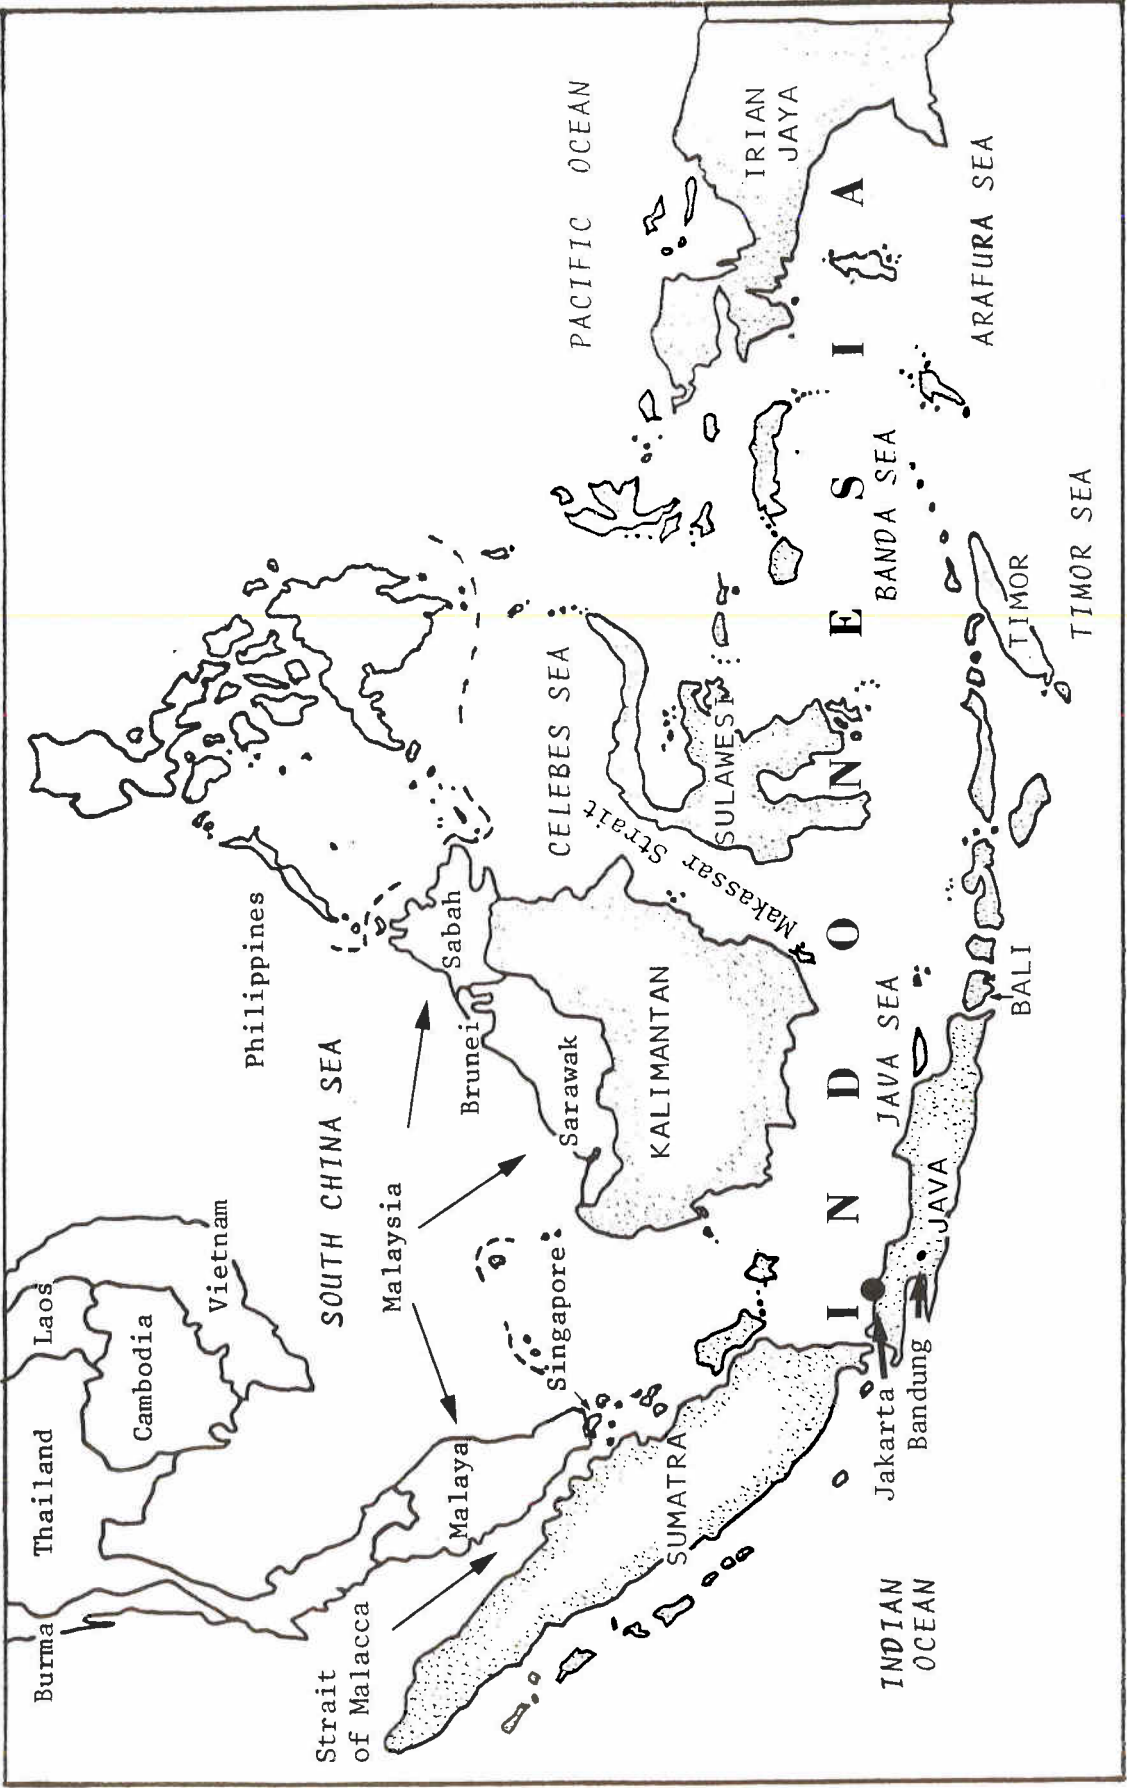 Burma
Thailand
Laos
Cambodia
Vietnam
Philippines
SOUTH CHINA SEA
Strait
of Malacca
Malaysia
Malaya
Brunei
Sabah
Singapore
Sarawak
CELEBES SEA
PACIFIC OCEAN
Makassar Strait
SUMATRA
KALIMANTAN
SULAWESI
IRIAN
JAYA
INDONESIA
Jakarta
Bandung
JAVA SEA
BANDA SEA
JAVA
BALI
TIMOR
INDIAN
OCEAN
ARAFURA SEA
TIMOR SEA